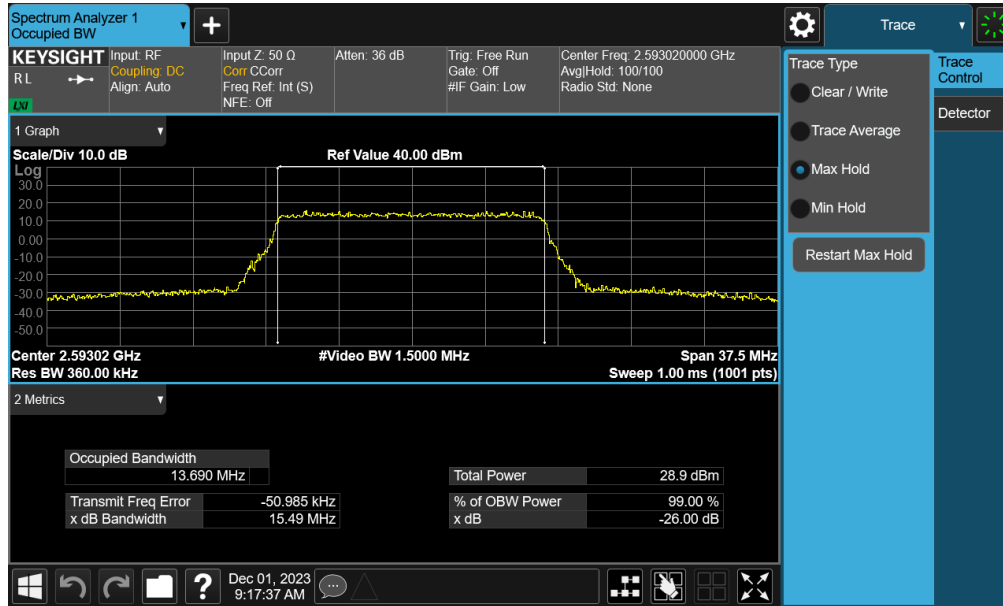 Spectrum Analyzer 1
Occupied BW
+
Trace
KEYSIGHT
R L
LXI
Input: RF
Coupling: DC
Align: Auto
Input Z: 50 Ω
Corr CCorr
Freq Ref: Int (S)
NFE: Off
Atten: 36 dB
Trig: Free Run
Gate: Off
#IF Gain: Low
Center Freq: 2.593020000 GHz
Avg|Hold: 100/100
Radio Std: None
Trace Type
Clear / Write
Trace Average
Max Hold
Min Hold
Restart Max Hold
Trace
Control
Detector
1 Graph
Scale/Div 10.0 dB
Ref Value 40.00 dBm
Log
30.0
20.0
10.0
0.00
-10.0
-20.0
-30.0
-40.0
-50.0
Center 2.59302 GHz
#Video BW 1.5000 MHz
Span 37.5 MHz
Res BW 360.00 kHz
Sweep 1.00 ms (1001 pts)
2 Metrics
Occupied Bandwidth
13.690 MHz
Total Power 28.9 dBm
Transmit Freq Error -50.985 kHz
% of OBW Power 99.00 %
x dB Bandwidth 15.49 MHz
x dB -26.00 dB
?
Dec 01, 2023
9:17:37 AM